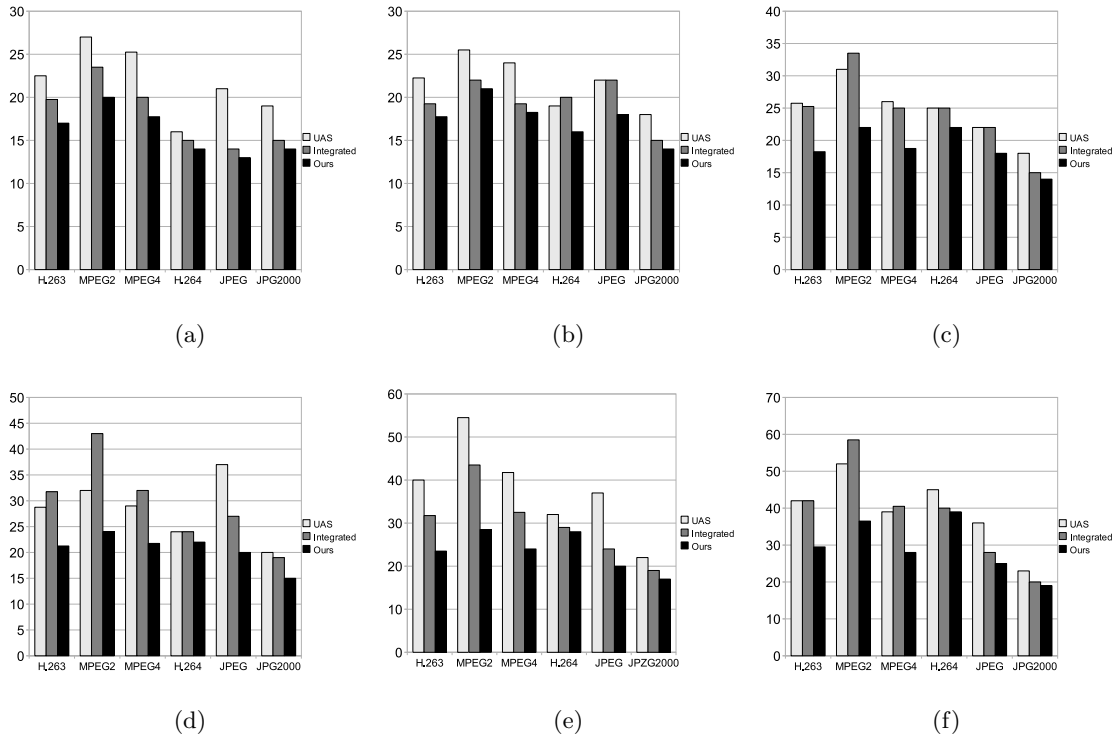 30
25
20
15
10
5
0
H.263 MPEG2 MPEG4 H.264 JPEG JPG2000
UAS
Integrated
Ours
(a)
30
25
20
15
10
5
0
H.263 MPEG2 MPEG4 H.264 JPEG JPG2000
UAS
Integrated
Ours
(b)
40
35
30
25
20
15
10
5
0
H.263 MPEG2 MPEG4 H.264 JPEG JPG2000
UAS
Integrated
Ours
(c)
50
45
40
35
30
25
20
15
10
5
0
H.263 MPEG2 MPEG4 H.264 JPEG JPG2000
UAS
Integrated
Ours
(d)
60
50
40
30
20
10
0
H.263 MPEG2 MPEG4 H.264 JPEG JPZG2000
UAS
Integrated
Ours
(e)
70
60
50
40
30
20
10
0
H.263 MPEG2 MPEG4 H.264 JPEG JPG2000
UAS
Integrated
Ours
(f)